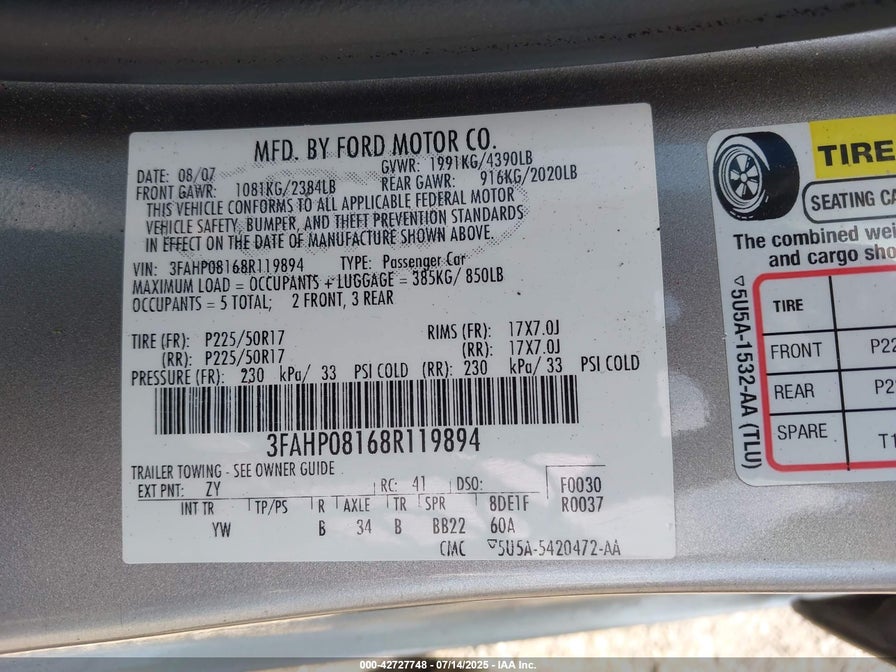 MFD. BY FORD MOTOR CO.
DATE: 08/07 GVWR: 1991KG/4390LB
FRONT GAWR: 1081KG/2384LB REAR GAWR: 916KG/2020LB
THIS VEHICLE CONFORMS TO ALL APPLICABLE FEDERAL MOTOR
VEHICLE SAFETY, BUMPER, AND THEFT PREVENTION STANDARDS
IN EFFECT ON THE DATE OF MANUFACTURE SHOWN ABOVE.
VIN: 3FAHP08168R119894 TYPE: Passenger Car
MAXIMUM LOAD = OCCUPANTS + LUGGAGE = 385KG/ 850LB
OCCUPANTS = 5 TOTAL; 2 FRONT, 3 REAR
TIRE (FR): P225/50R17 RIMS (FR): 17X7.0J
(RR): P225/50R17 (RR): 17X7.0J
PRESSURE (FR): 230 kPa/ 33 PSI COLD (RR): 230 kPa/ 33 PSI COLD
3FAHP08168R119894
TRAILER TOWING - SEE OWNER GUIDE
EXT PNT: ZY RC: 41 DSO: F0030
INT TR TP/PS R AXLE TR SPR 8DE1F R0037
YW B 34 B BB22 60A
CMC ▽5U5A-5420472-AA
TIRE
SEATING CA
The combined wei
and cargo sho
TIRE
FRONT P22
REAR P2
SPARE T1
▽5U5A-1532-AA (TLU)
000-42727748 - 07/14/2025 - IAA Inc.